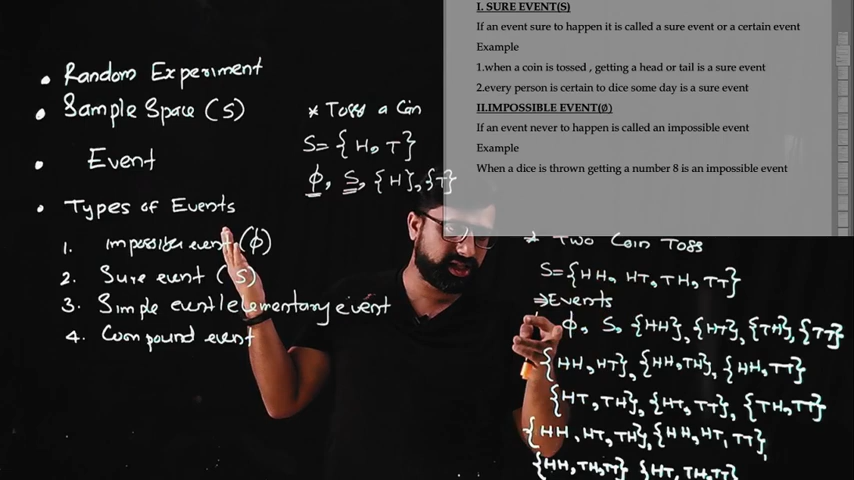 I. SURE EVENT(S)
If an event sure to happen it is called a sure event or a certain event
Example
1.when a coin is tossed , getting a head or tail is a sure event
2.every person is certain to dice some day is a sure event
II.IMPOSSIBLE EVENT(Ø)
If an event never to happen is called an impossible event
Example
When a dice is thrown getting a number 8 is an impossible event
• Random Experiment
• Sample Space (S)
• Event
• Types of Events
1. impossible event (ϕ)
2. Sure event (S)
3. Simple event/elementary event
4. Compound event
* Toss a Coin
S= {H, T}
ϕ, S, {H}, {T}
* Two Coin Toss
S={HH, HT, TH, TT}
⇒Events
ϕ, S, {HH}, {HT}, {TH}, {TT}
{HH, HT}, {HH, TH}, {HH, TT}
{HT, TH}, {HT, TT}, {TH, TT}
{HH, HT, TH}, {HH, HT, TT},
{HH, TH, TT} {HT, TH, TT}